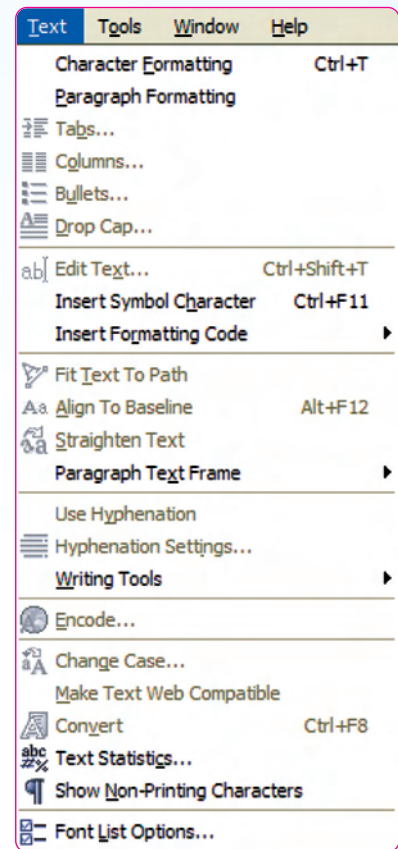 Text Tools Window Help
Character Formatting Ctrl+T
Paragraph Formatting
Tabs...
Columns...
Bullets...
Drop Cap...
Edit Text... Ctrl+Shift+T
Insert Symbol Character Ctrl+F11
Insert Formatting Code
Fit Text To Path
Align To Baseline Alt+F12
Straighten Text
Paragraph Text Frame
Use Hyphenation
Hyphenation Settings...
Writing Tools
Encode...
Change Case...
Make Text Web Compatible
Convert Ctrl+F8
Text Statistics...
Show Non-Printing Characters
Font List Options...